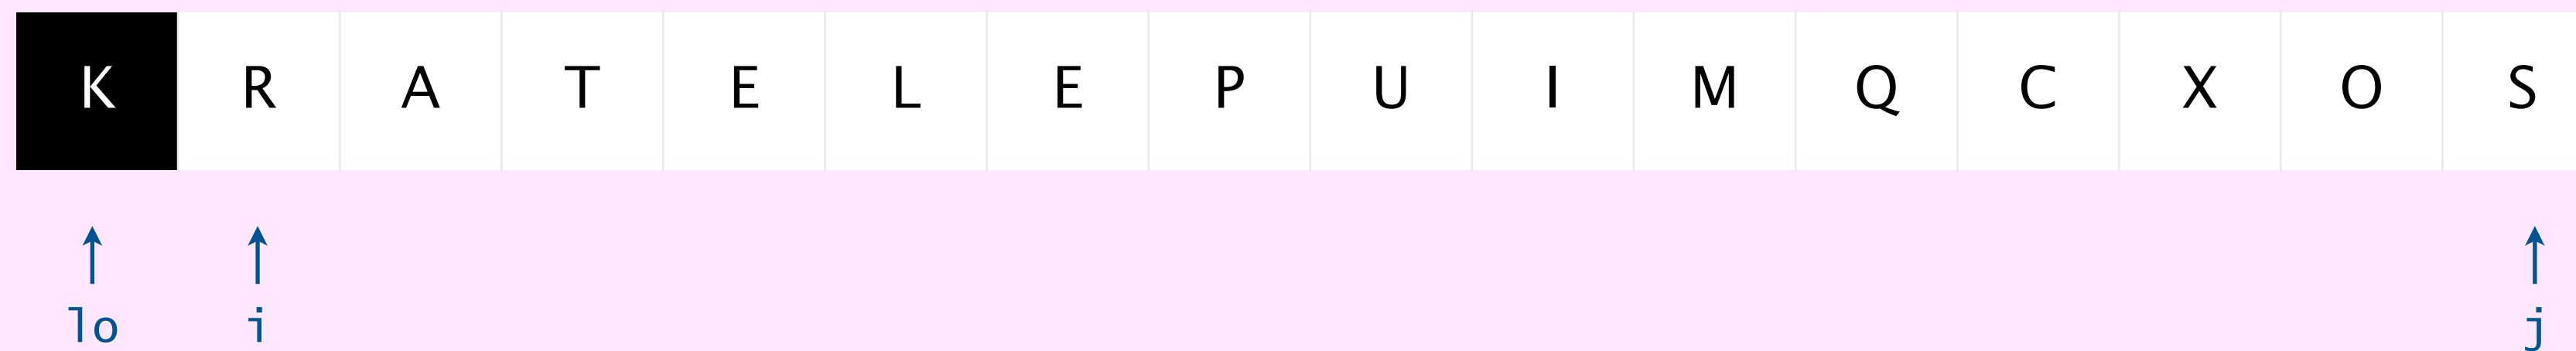 K R A T E L E P U I M Q C X O S
lo i j